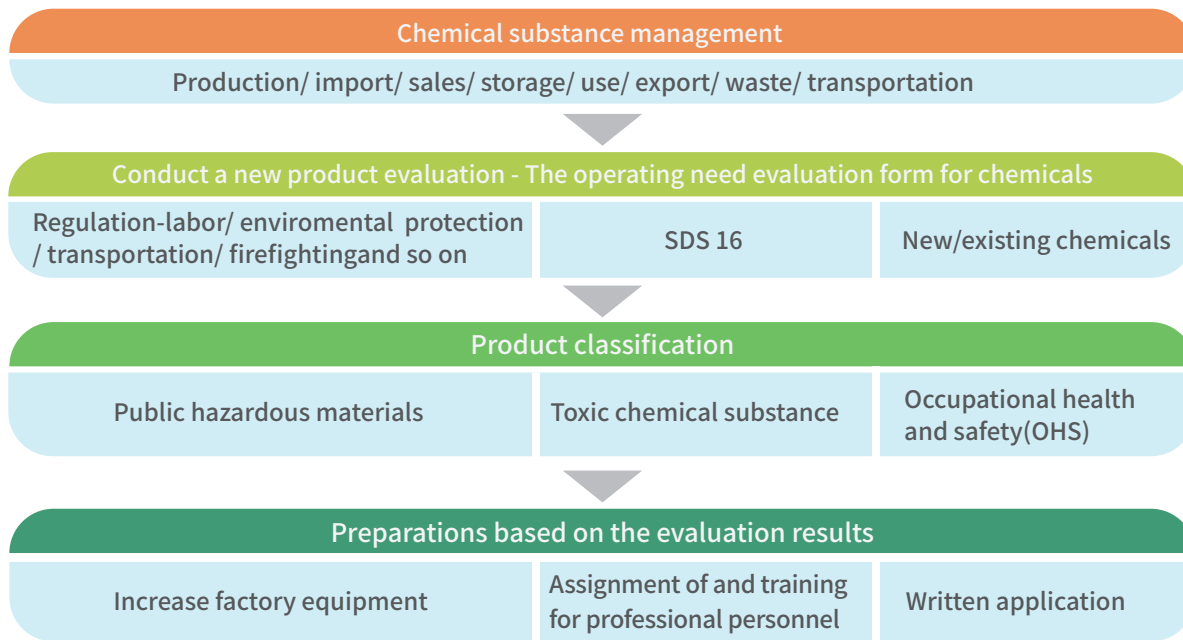 Chemical substance management
Production/ import/ sales/ storage/ use/ export/ waste/ transportation
Conduct a new product evaluation - The operating need evaluation form for chemicals
Regulation-labor/ enviromental protection
/ transportation/ firefightingand so on
SDS 16
New/existing chemicals
Product classification
Public hazardous materials
Toxic chemical substance
Occupational health
and safety(OHS)
Preparations based on the evaluation results
Increase factory equipment
Assignment of and training
for professional personnel
Written application